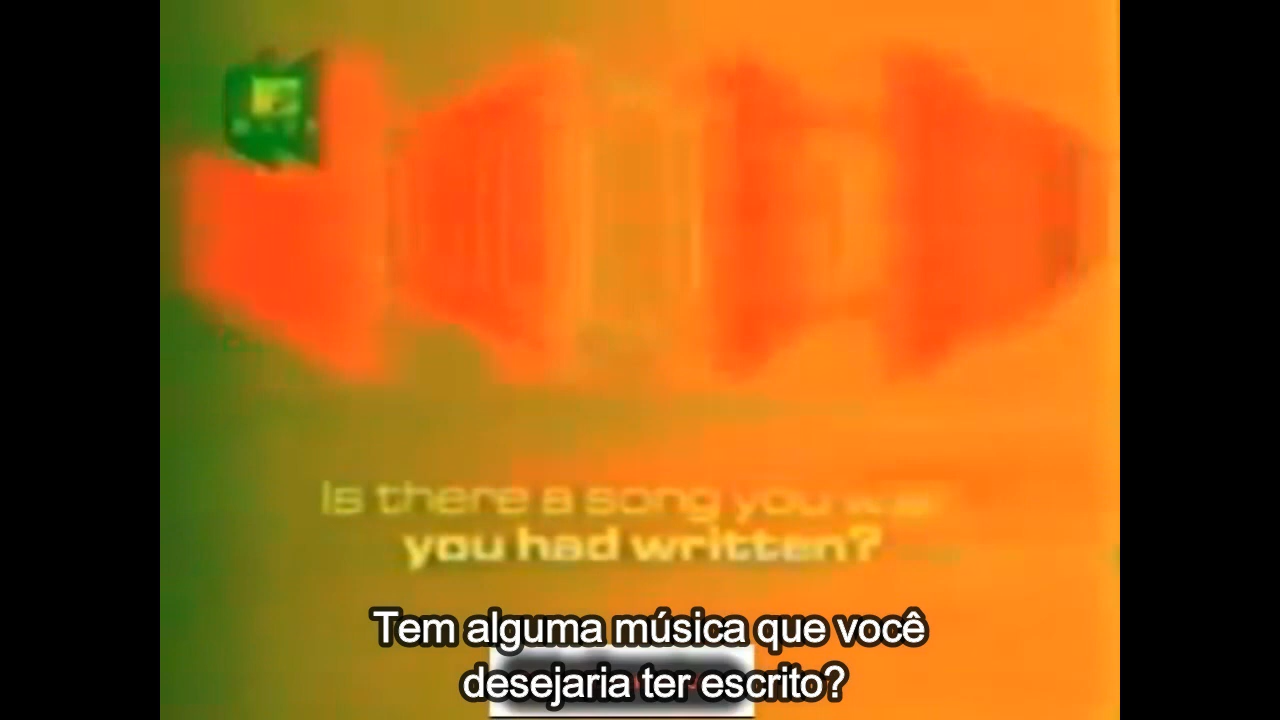 Is there a song you
you had written?
Tem alguma música que você
desejaria ter escrito?